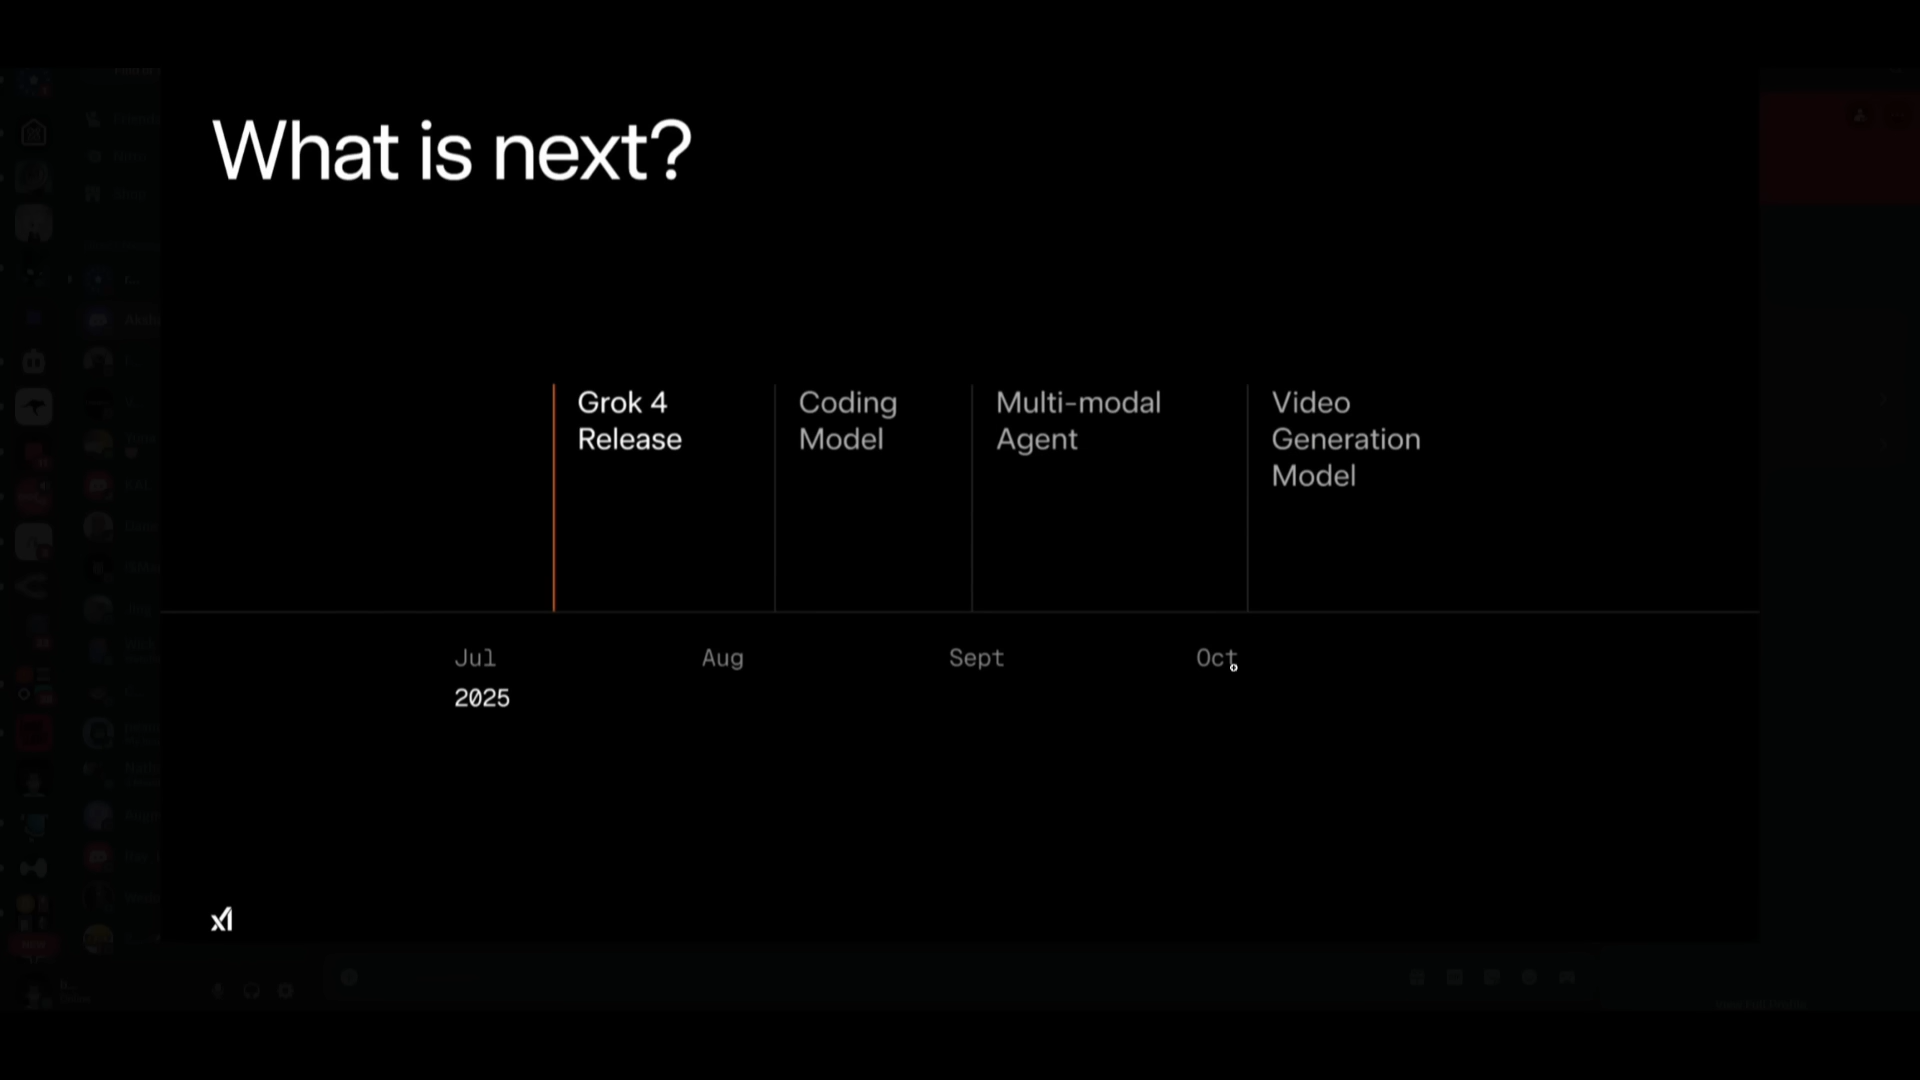 What is next?
Grok 4
Release
Coding
Model
Multi-modal
Agent
Video
Generation
Model
Jul
Aug
Sept
Oct
2025
xI